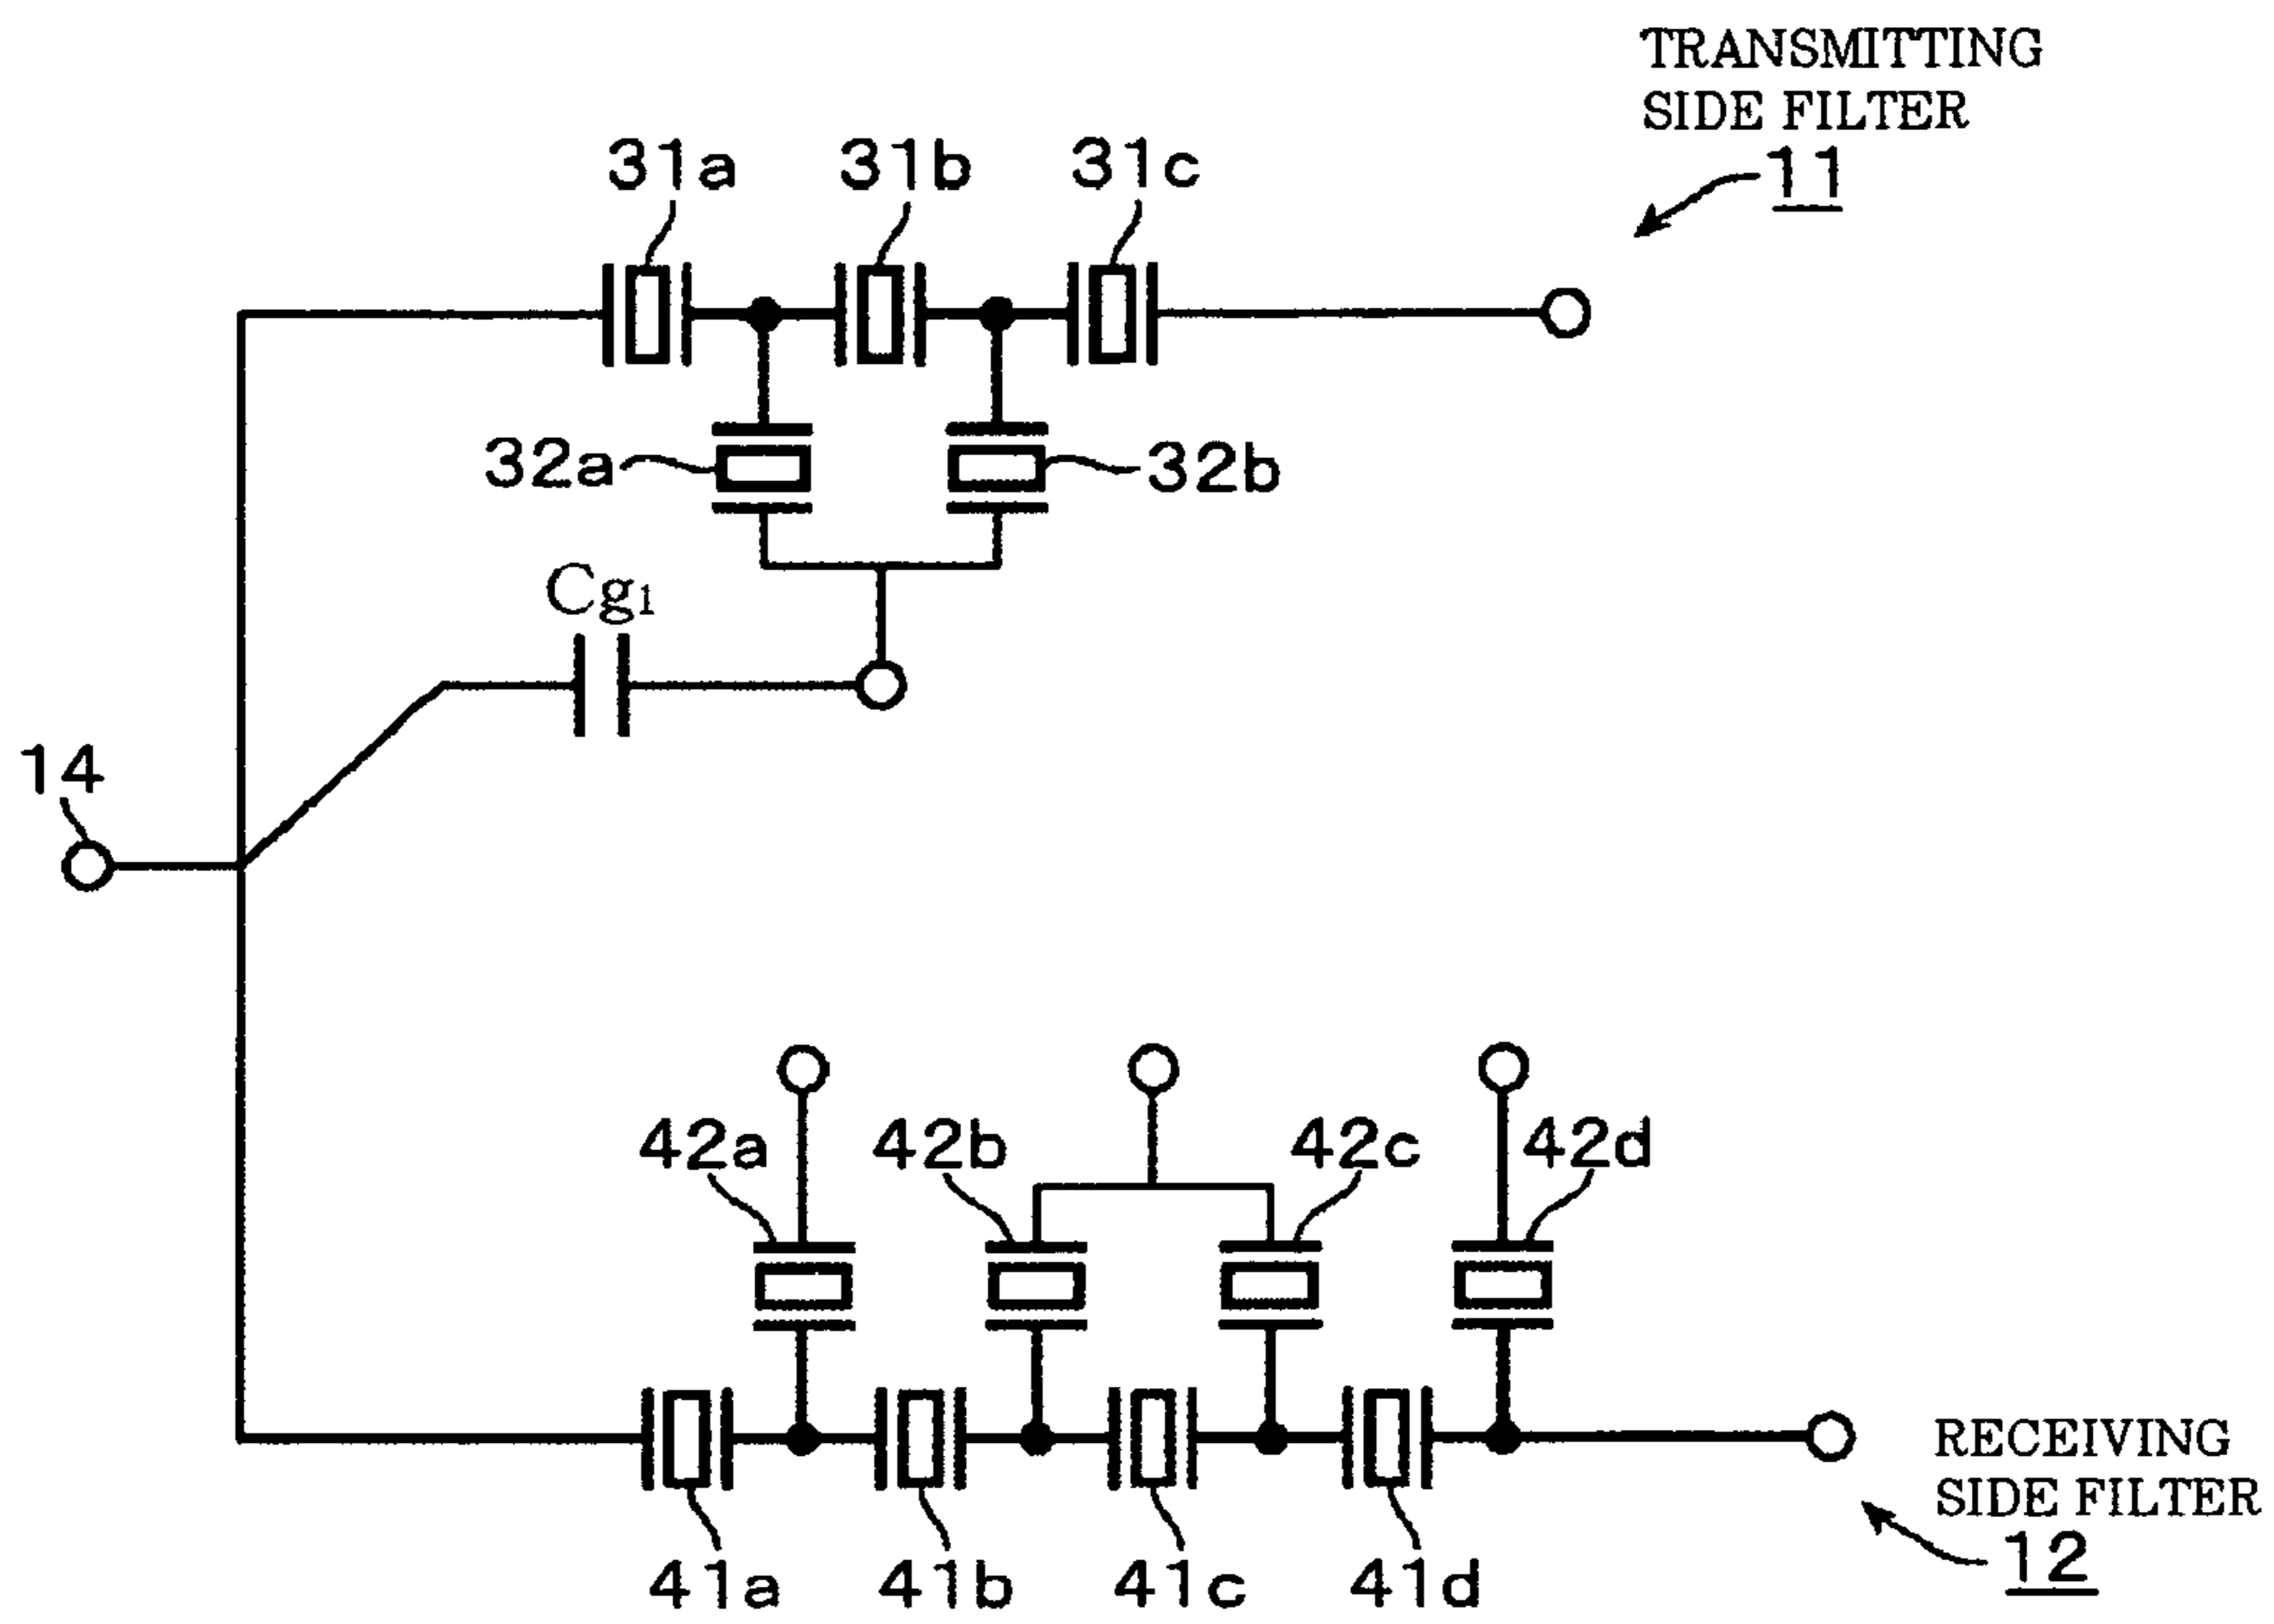 TRANSMITTING
SIDE FILTER
11
31a 31b 31c
32a 32b
Cg1
14
42a 42b 42c 42d
RECEIVING
SIDE FILTER
12
41a 41b 41c 41d